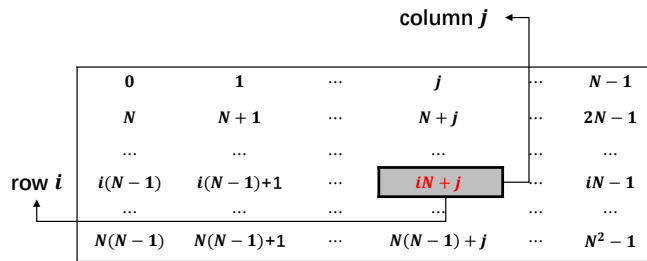 column j
0 1 ... j ... N − 1
N N + 1 ... N + j ... 2N − 1
... ... ... ...
row i i(N − 1) i(N − 1)+1 ... iN + j ... iN − 1
... ... ... ...
N(N − 1) N(N − 1)+1 ... N(N − 1) + j ... N² − 1